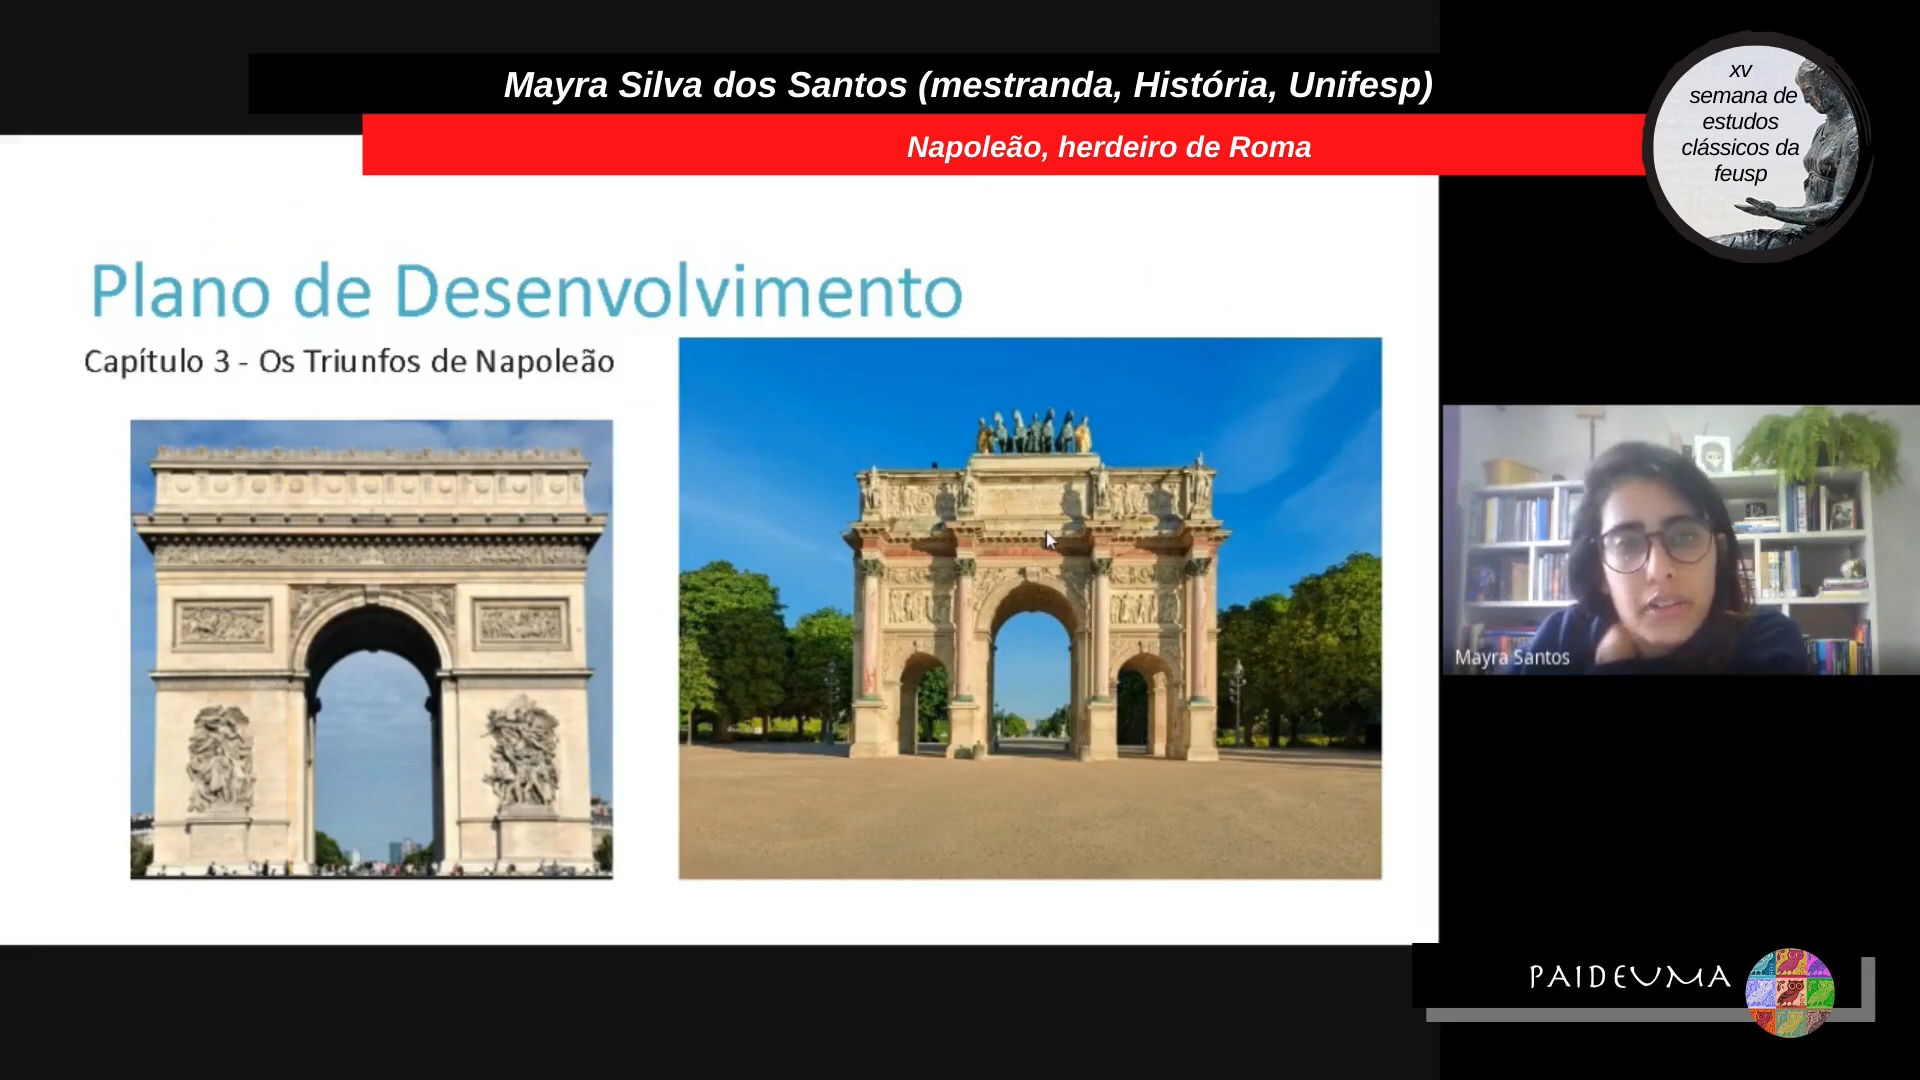 Mayra Silva dos Santos (mestranda, História, Unifesp)
Napoleão, herdeiro de Roma
xv
semana de
estudos
clássicos da
feusp
Plano de Desenvolvimento
Capítulo 3 - Os Triunfos de Napoleão
Mayra Santos
PAIDEUMA